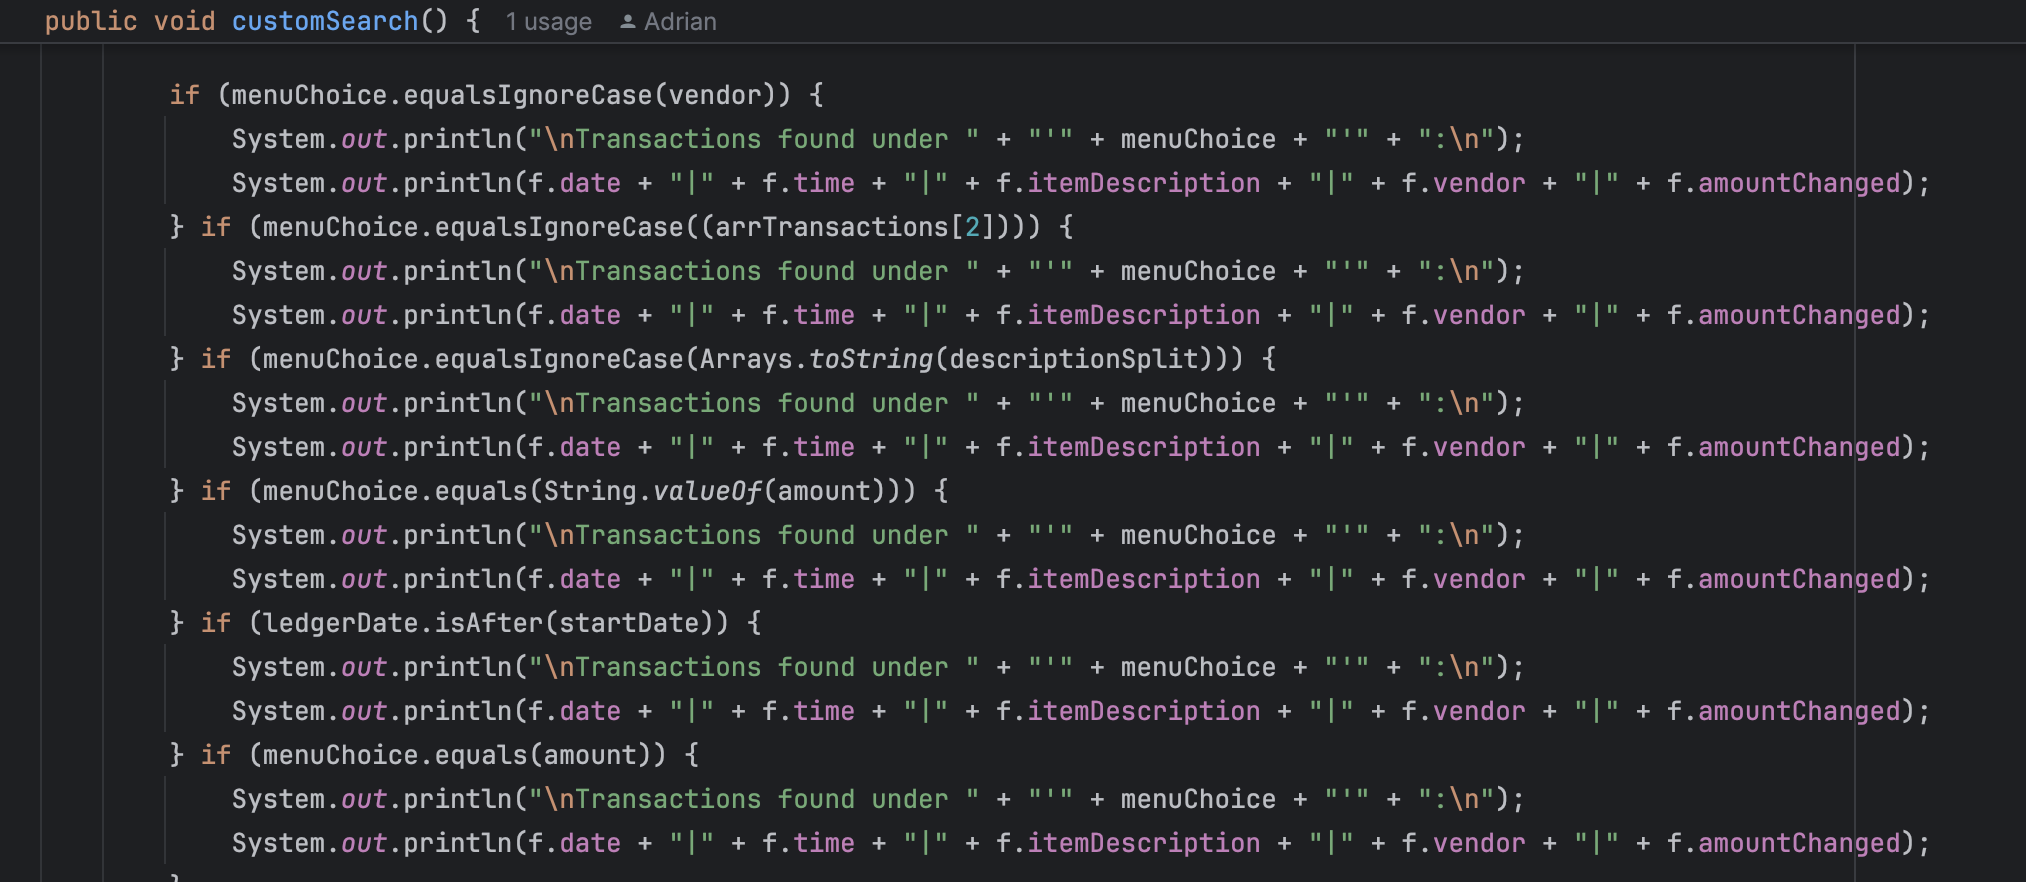 public void customSearch() { 1 usage Adrian
if (menuChoice.equalsIgnoreCase(vendor)) {
System.out.println("\nTransactions found under " + "'" + menuChoice + "'" + ":\n");
System.out.println(f.date + "|" + f.time + "|" + f.itemDescription + "|" + f.vendor + "|" + f.amountChanged);
} if (menuChoice.equalsIgnoreCase((arrTransactions[2]))) {
System.out.println("\nTransactions found under " + "'" + menuChoice + "'" + ":\n");
System.out.println(f.date + "|" + f.time + "|" + f.itemDescription + "|" + f.vendor + "|" + f.amountChanged);
} if (menuChoice.equalsIgnoreCase(Arrays.toString(descriptionSplit))) {
System.out.println("\nTransactions found under " + "'" + menuChoice + "'" + ":\n");
System.out.println(f.date + "|" + f.time + "|" + f.itemDescription + "|" + f.vendor + "|" + f.amountChanged);
} if (menuChoice.equals(String.valueOf(amount))) {
System.out.println("\nTransactions found under " + "'" + menuChoice + "'" + ":\n");
System.out.println(f.date + "|" + f.time + "|" + f.itemDescription + "|" + f.vendor + "|" + f.amountChanged);
} if (ledgerDate.isAfter(startDate)) {
System.out.println("\nTransactions found under " + "'" + menuChoice + "'" + ":\n");
System.out.println(f.date + "|" + f.time + "|" + f.itemDescription + "|" + f.vendor + "|" + f.amountChanged);
} if (menuChoice.equals(amount)) {
System.out.println("\nTransactions found under " + "'" + menuChoice + "'" + ":\n");
System.out.println(f.date + "|" + f.time + "|" + f.itemDescription + "|" + f.vendor + "|" + f.amountChanged);
}